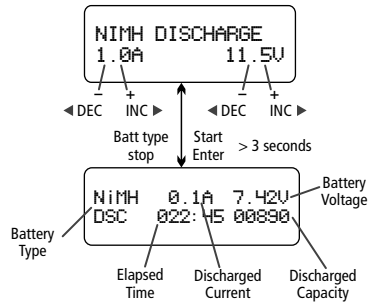 NIMH DISCHARGE
1.0A 11.5V
− + − +
◀ DEC INC ▶ ◀ DEC INC ▶
Batt type stop
Start Enter
> 3 seconds
NiMH 0.1A 7.42V
DSC 022:45 00890
Battery Voltage
Battery Type
Elapsed Time
Discharged Current
Discharged Capacity